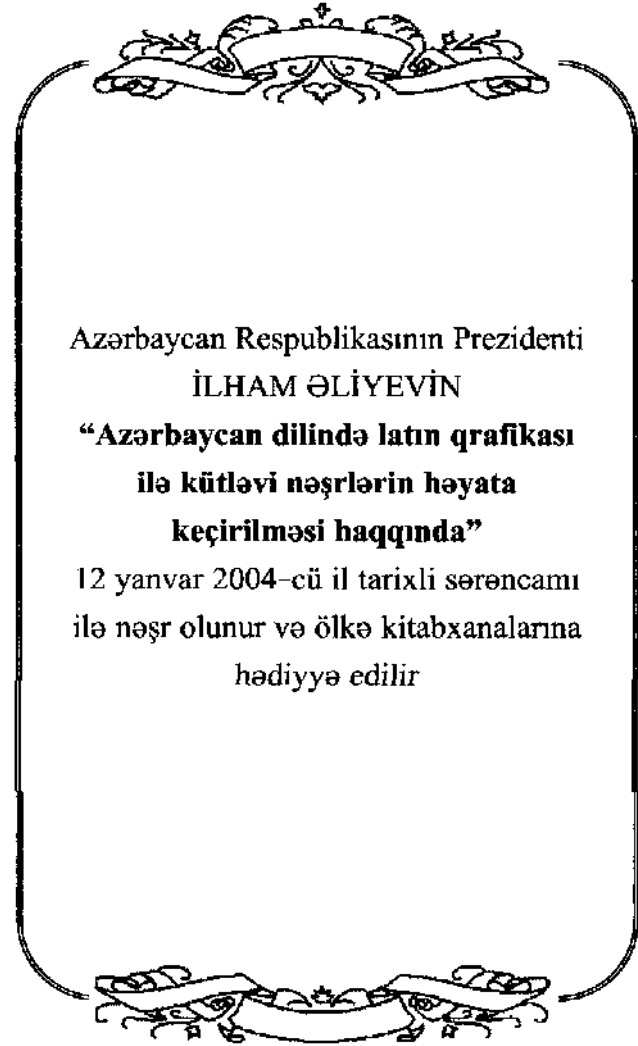 Azərbaycan Respublikasının Prezidenti
İLHAM ƏLİYEVİN
“Azərbaycan dilində latın qrafikası
ilə kütləvi nəşrlərin həyata
keçirilməsi haqqında”
12 yanvar 2004-cü il tarixli sərəncamı
ilə nəşr olunur və ölkə kitabxanalarına
hədiyyə edilir